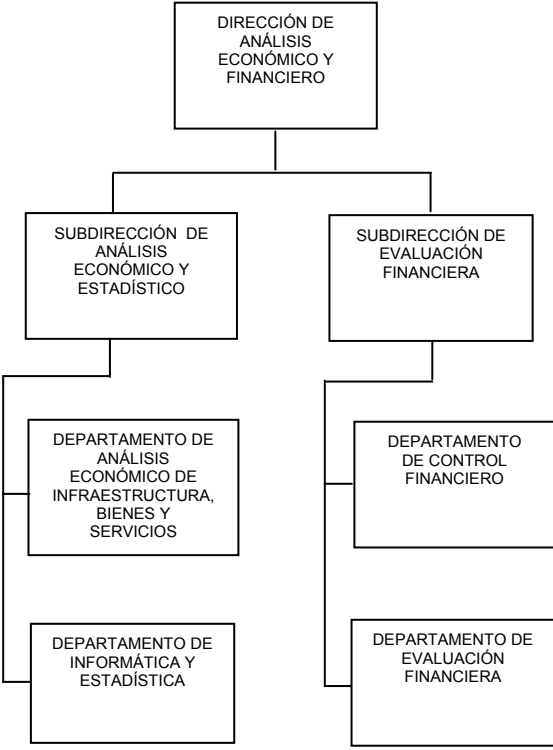 DIRECCIÓN DE
ANÁLISIS
ECONÓMICO Y
FINANCIERO
SUBDIRECCIÓN DE
ANÁLISIS
ECONÓMICO Y
ESTADÍSTICO
SUBDIRECCIÓN DE
EVALUACIÓN
FINANCIERA
DEPARTAMENTO DE
ANÁLISIS
ECONÓMICO DE
INFRAESTRUCTURA,
BIENES Y
SERVICIOS
DEPARTAMENTO
DE CONTROL
FINANCIERO
DEPARTAMENTO DE
INFORMÁTICA Y
ESTADÍSTICA
DEPARTAMENTO DE
EVALUACIÓN
FINANCIERA